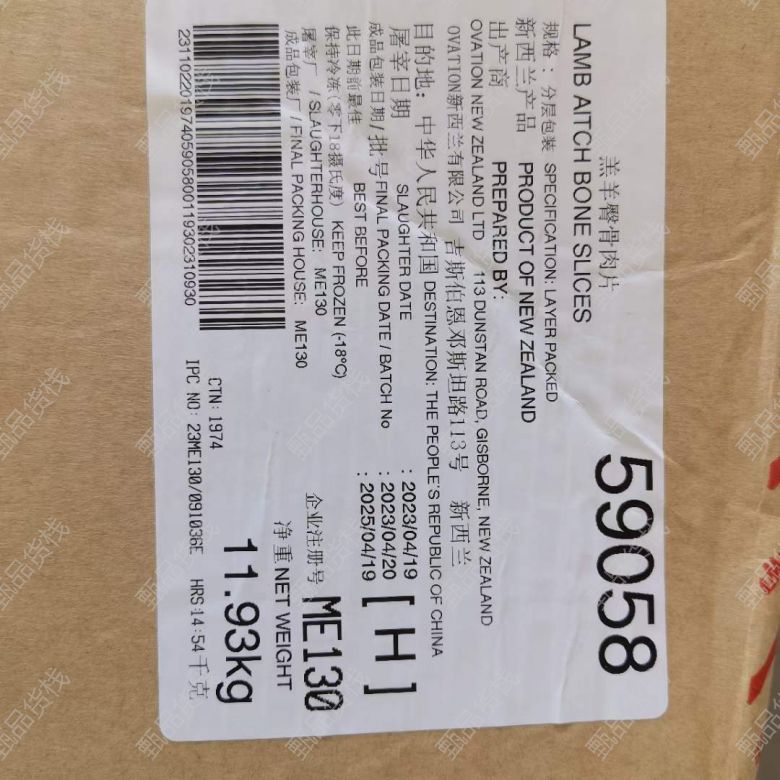 羔羊臀骨肉片
LAMB AITCH BONE SLICES
59058
规格：分层包装 SPECIFICATION: LAYER PACKED
新西兰产品 PRODUCT OF NEW ZEALAND
出产商 PREPARED BY:
OVATION NEW ZEALAND LTD 113 DUNSTAN ROAD, GISBORNE, NEW ZEALAND
OVATION新西兰有限公司 吉斯伯恩邓斯坦路113号 新西兰
目的地：中华人民共和国 DESTINATION: THE PEOPLE'S REPUBLIC OF CHINA
屠宰日期 SLAUGHTER DATE : 2023/04/19
成品包装日期/批号FINAL PACKING DATE / BATCH No : 2023/04/20
此日期前最佳 BEST BEFORE : 2025/04/19
[ H ]
保持冷冻(零下18摄氏度) KEEP FROZEN (-18°C)
屠宰厂 / SLAUGHTERHOUSE: ME130
成品包装厂 / FINAL PACKING HOUSE: ME130
企业注册号 ME130
净重 NET WEIGHT
11.93kg
千克
2311022019740590580011930231093​0
CTN: 1974
IPC NO: 23ME130/091036E HRS:14:54
甄品货栈